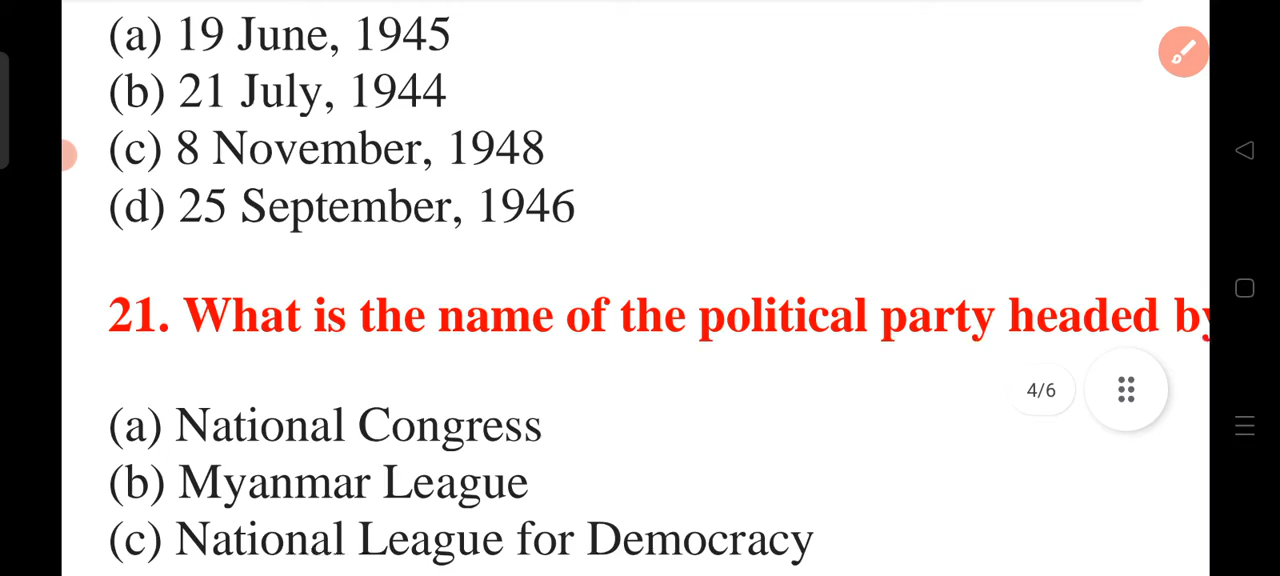 (a) 19 June, 1945
(b) 21 July, 1944
(c) 8 November, 1948
(d) 25 September, 1946
21. What is the name of the political party headed by
4/6
(a) National Congress
(b) Myanmar League
(c) National League for Democracy